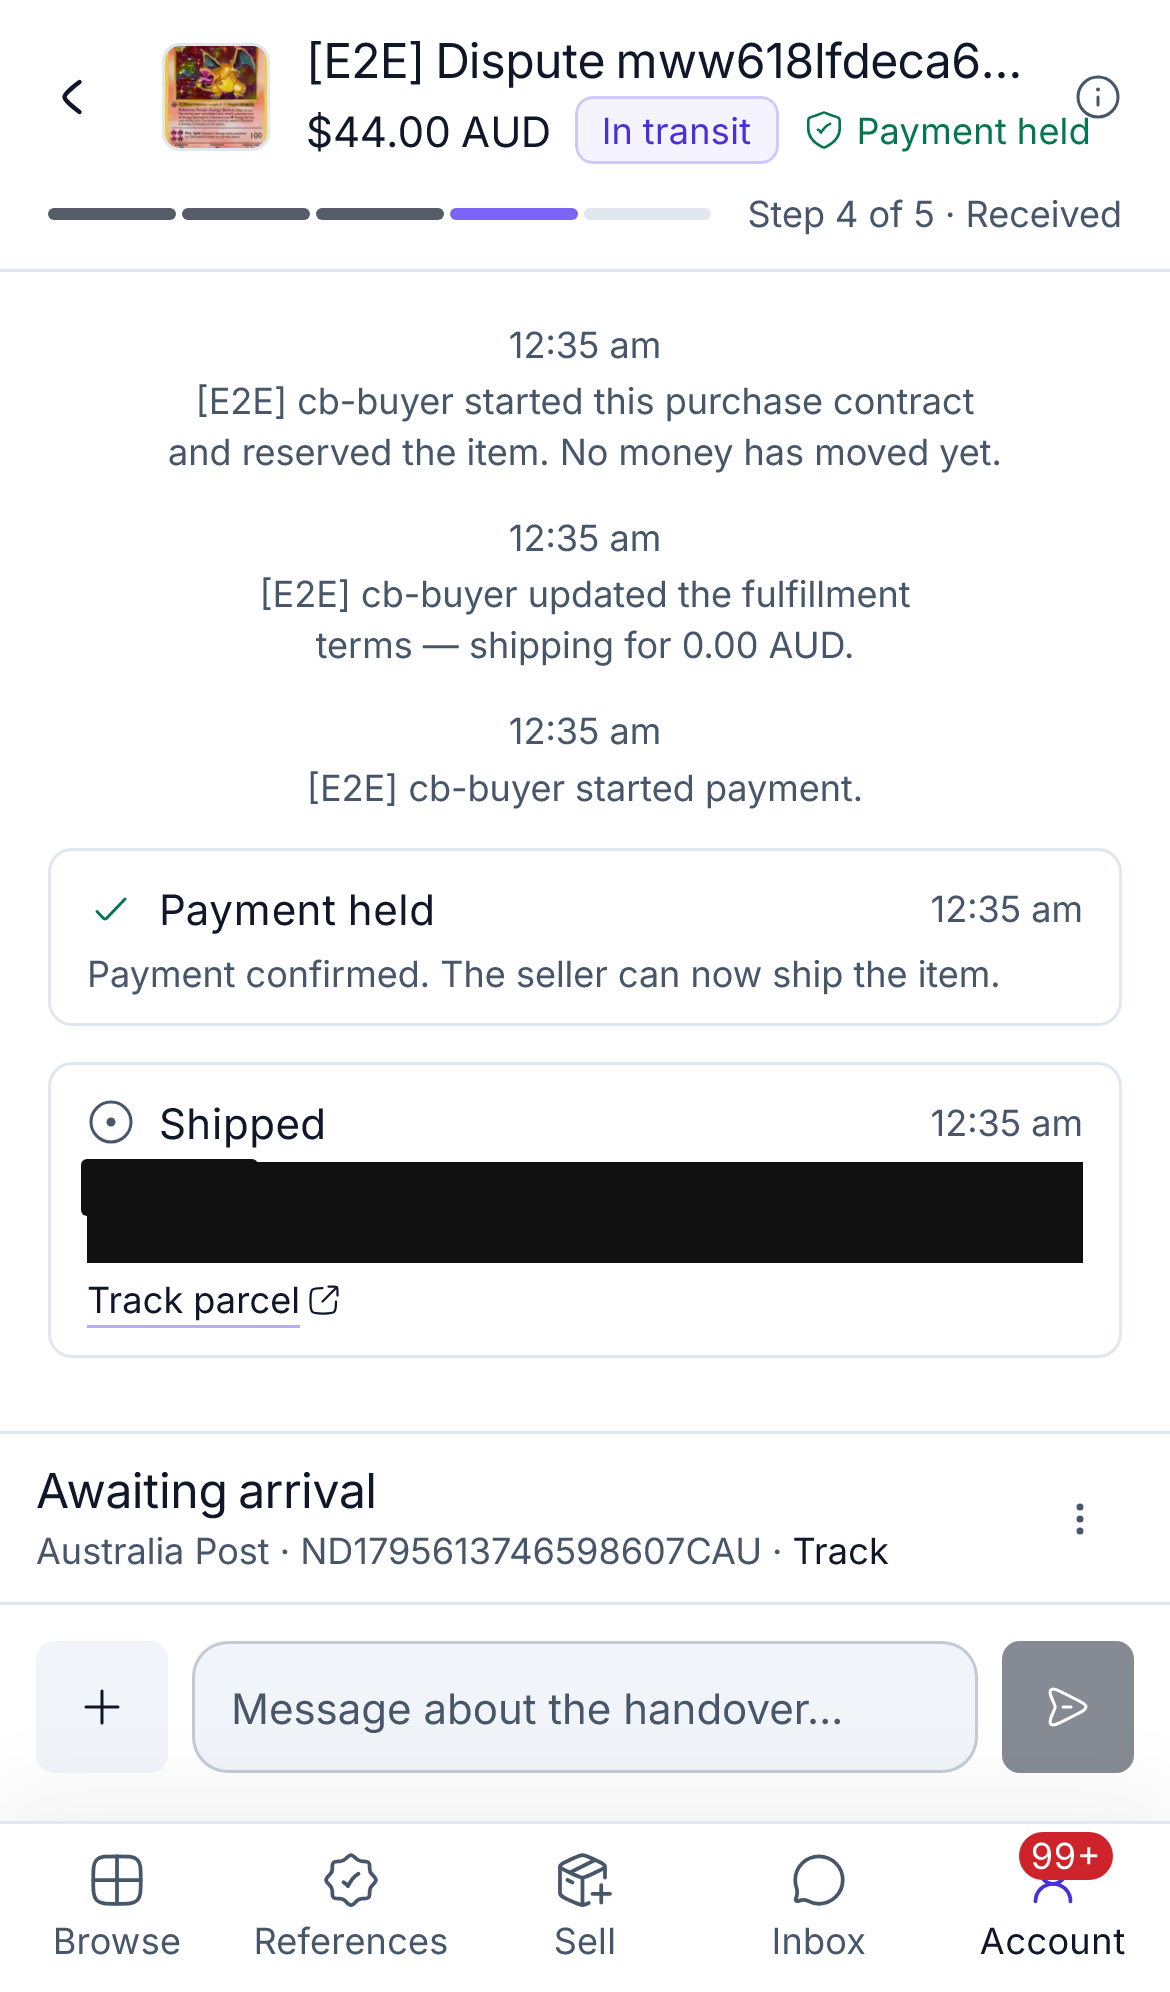 [E2E] Dispute mww618lfdeca6...
$44.00 AUD In transit Payment held
Step 4 of 5 · Received
12:35 am
[E2E] cb-buyer started this purchase contract
and reserved the item. No money has moved yet.
12:35 am
[E2E] cb-buyer updated the fulfillment
terms — shipping for 0.00 AUD.
12:35 am
[E2E] cb-buyer started payment.
Payment held 12:35 am
Payment confirmed. The seller can now ship the item.
Shipped 12:35 am
Track parcel
Awaiting arrival
Australia Post · ND1795613746598607CAU · Track
Message about the handover...
99+
Browse References Sell Inbox Account